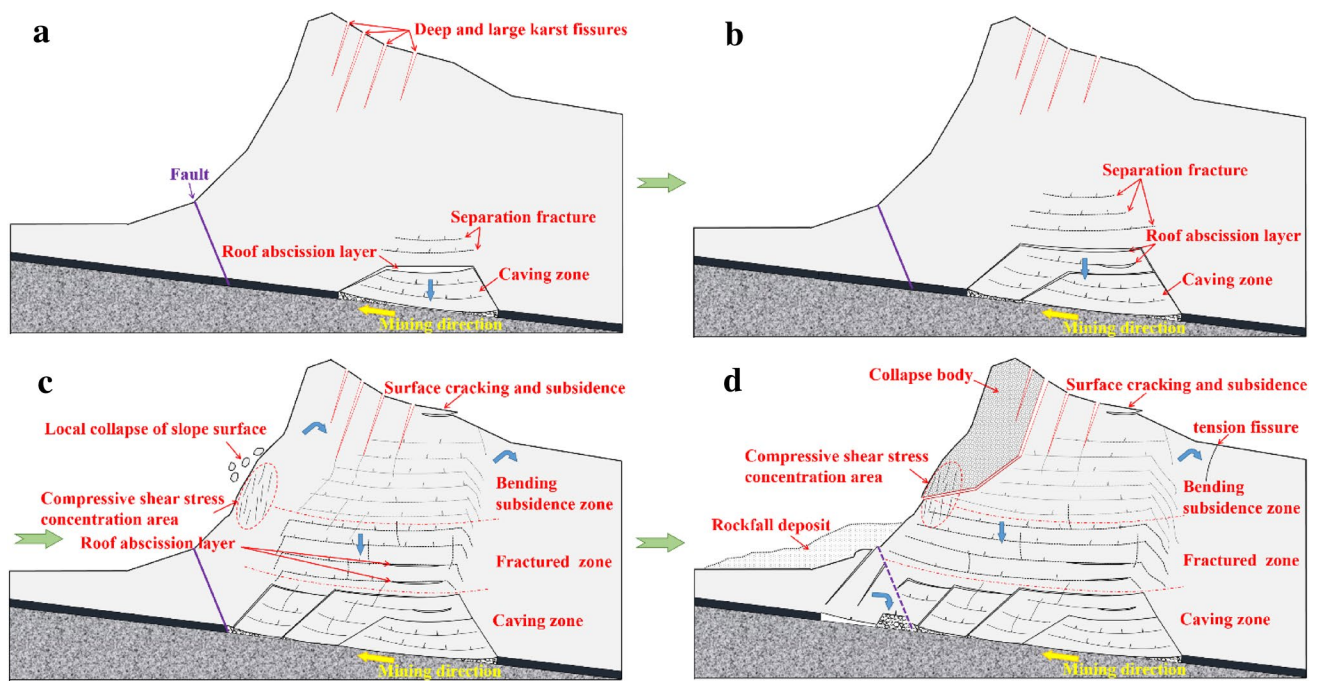 a
Deep and large karst fissures
Fault
Separation fracture
Roof abscission layer
Caving zone
Mining direction
b
Separation fracture
Roof abscission layer
Caving zone
Mining direction
c
Surface cracking and subsidence
Local collapse of slope surface
Compressive shear stress
concentration area
Roof abscission layer
Bending
subsidence zone
Fractured zone
Caving zone
Mining direction
d
Collapse body
Surface cracking and subsidence
tension fissure
Compressive shear stress
concentration area
Bending
subsidence zone
Rockfall deposit
Fractured zone
Caving zone
Mining direction